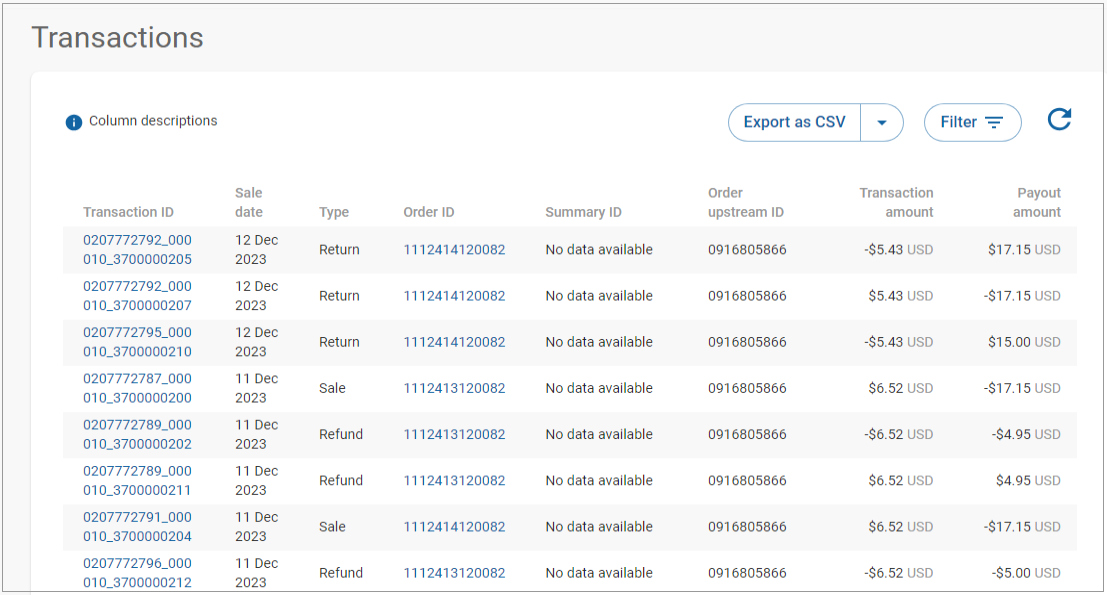 Transactions
Column descriptions
Export as CSV
Filter
Transaction ID Sale date Type Order ID Summary ID Order upstream ID Transaction amount Payout amount
0207772792_000010_3700000205 12 Dec 2023 Return 1112414120082 No data available 0916805866 -$5.43 USD $17.15 USD
0207772792_000010_3700000207 12 Dec 2023 Return 1112414120082 No data available 0916805866 $5.43 USD -$17.15 USD
0207772795_000010_3700000210 12 Dec 2023 Return 1112414120082 No data available 0916805866 -$5.43 USD $15.00 USD
0207772787_000010_3700000200 11 Dec 2023 Sale 1112413120082 No data available 0916805866 $6.52 USD -$17.15 USD
0207772789_000010_3700000202 11 Dec 2023 Refund 1112413120082 No data available 0916805866 -$6.52 USD -$4.95 USD
0207772789_000010_3700000211 11 Dec 2023 Refund 1112413120082 No data available 0916805866 $6.52 USD $4.95 USD
0207772791_000010_3700000204 11 Dec 2023 Sale 1112414120082 No data available 0916805866 $6.52 USD -$17.15 USD
0207772796_000010_3700000212 11 Dec 2023 Refund 1112413120082 No data available 0916805866 -$6.52 USD -$5.00 USD